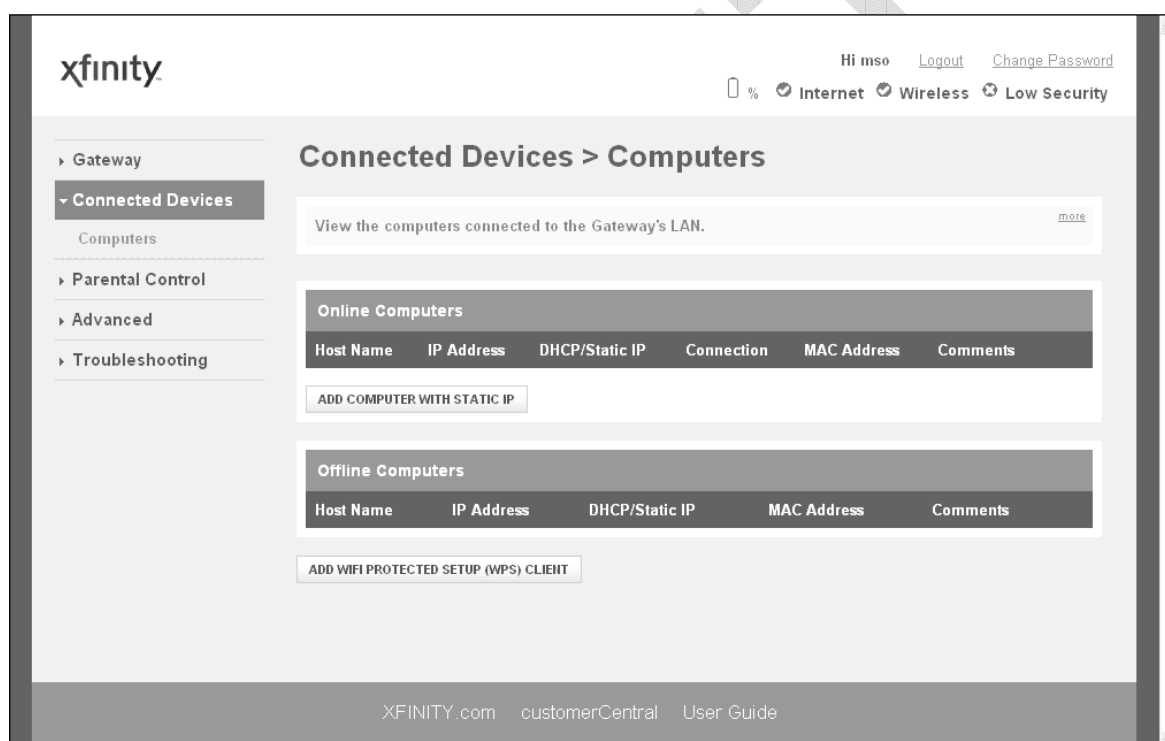 xfinity
Hi mso Logout Change Password
% Internet Wireless Low Security
Gateway
Connected Devices
Computers
Parental Control
Advanced
Troubleshooting
Connected Devices > Computers
View the computers connected to the Gateway's LAN.
more
Online Computers
Host Name IP Address DHCP/Static IP Connection MAC Address Comments
ADD COMPUTER WITH STATIC IP
Offline Computers
Host Name IP Address DHCP/Static IP MAC Address Comments
ADD WIFI PROTECTED SETUP (WPS) CLIENT
XFINITY.com customerCentral User Guide